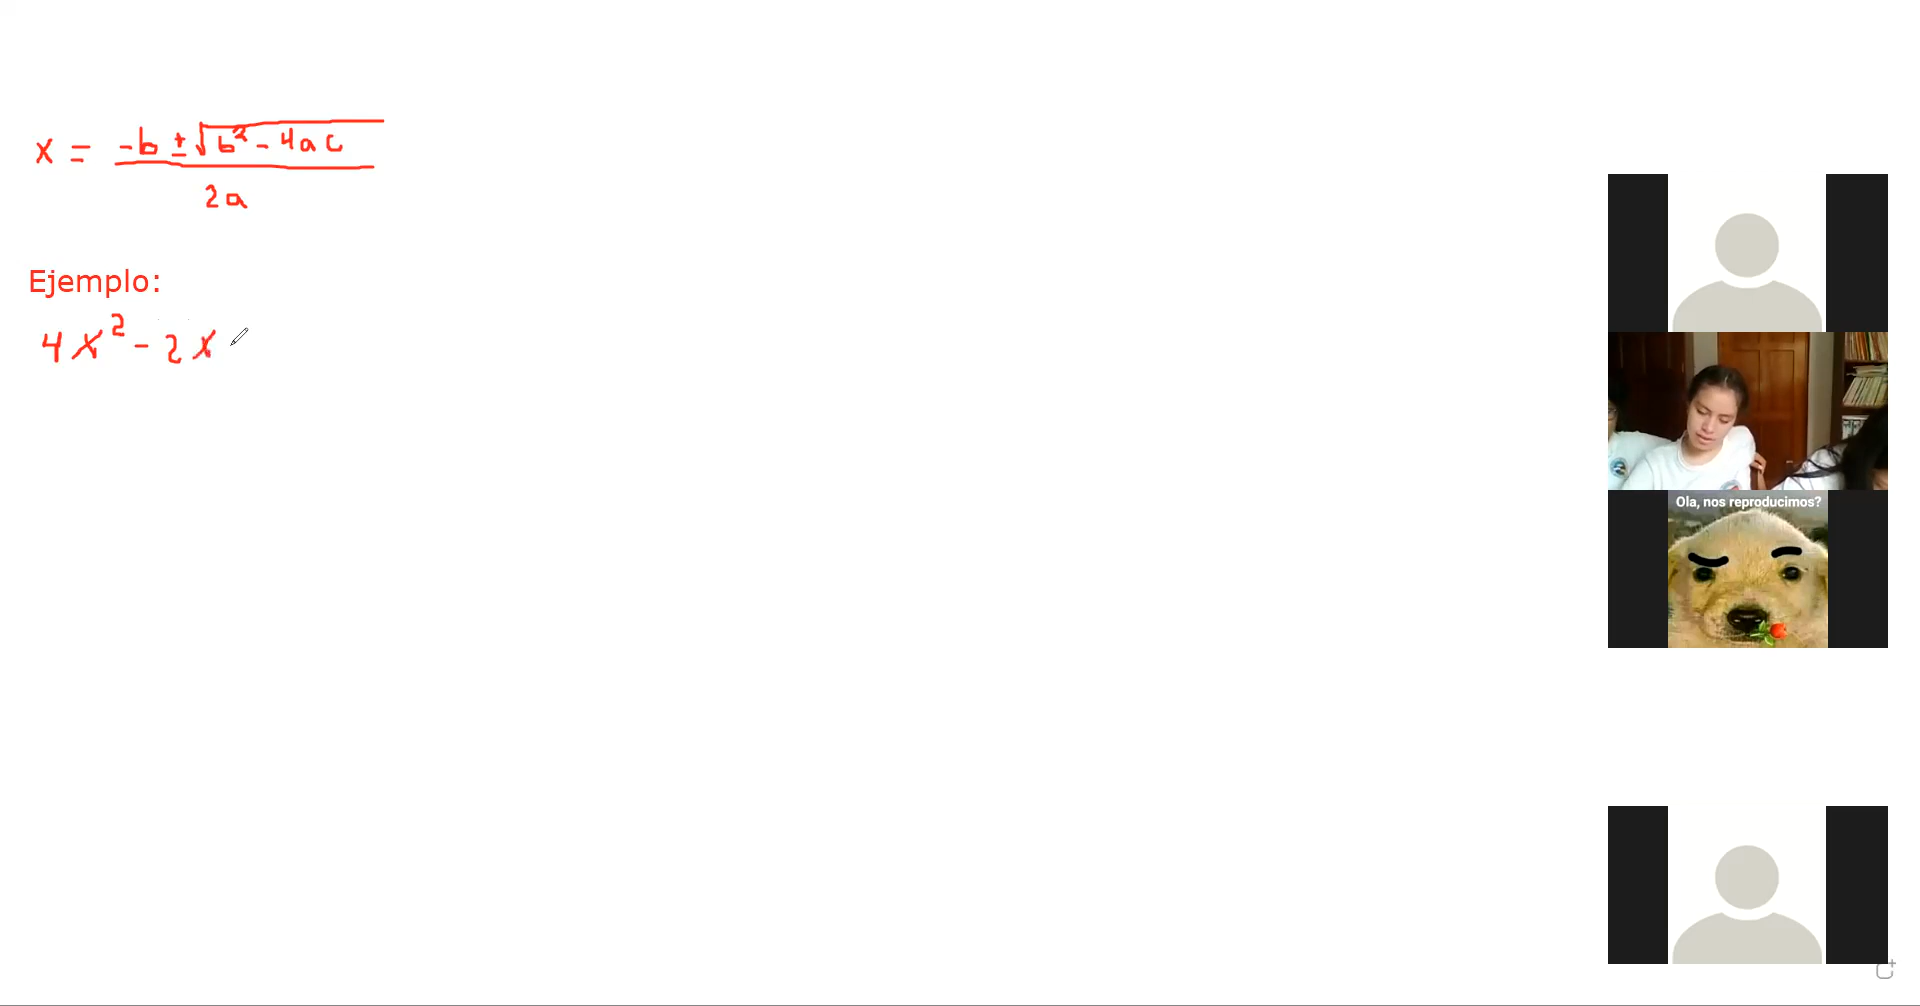 x = -b ± √b² - 4ac
2a
Ejemplo:
4x² - 2x
Ola, nos reproducimos?